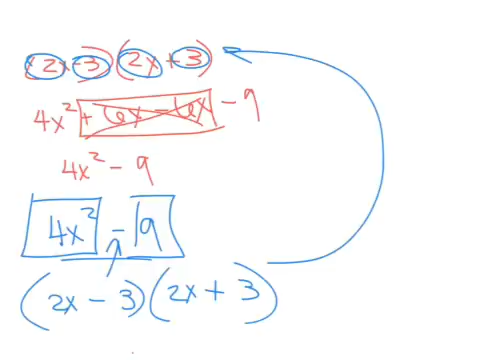 (2x-3)(2x+3)
4x² + 6x - 6x - 9
4x² - 9
4x² - 9
(2x - 3)(2x + 3)